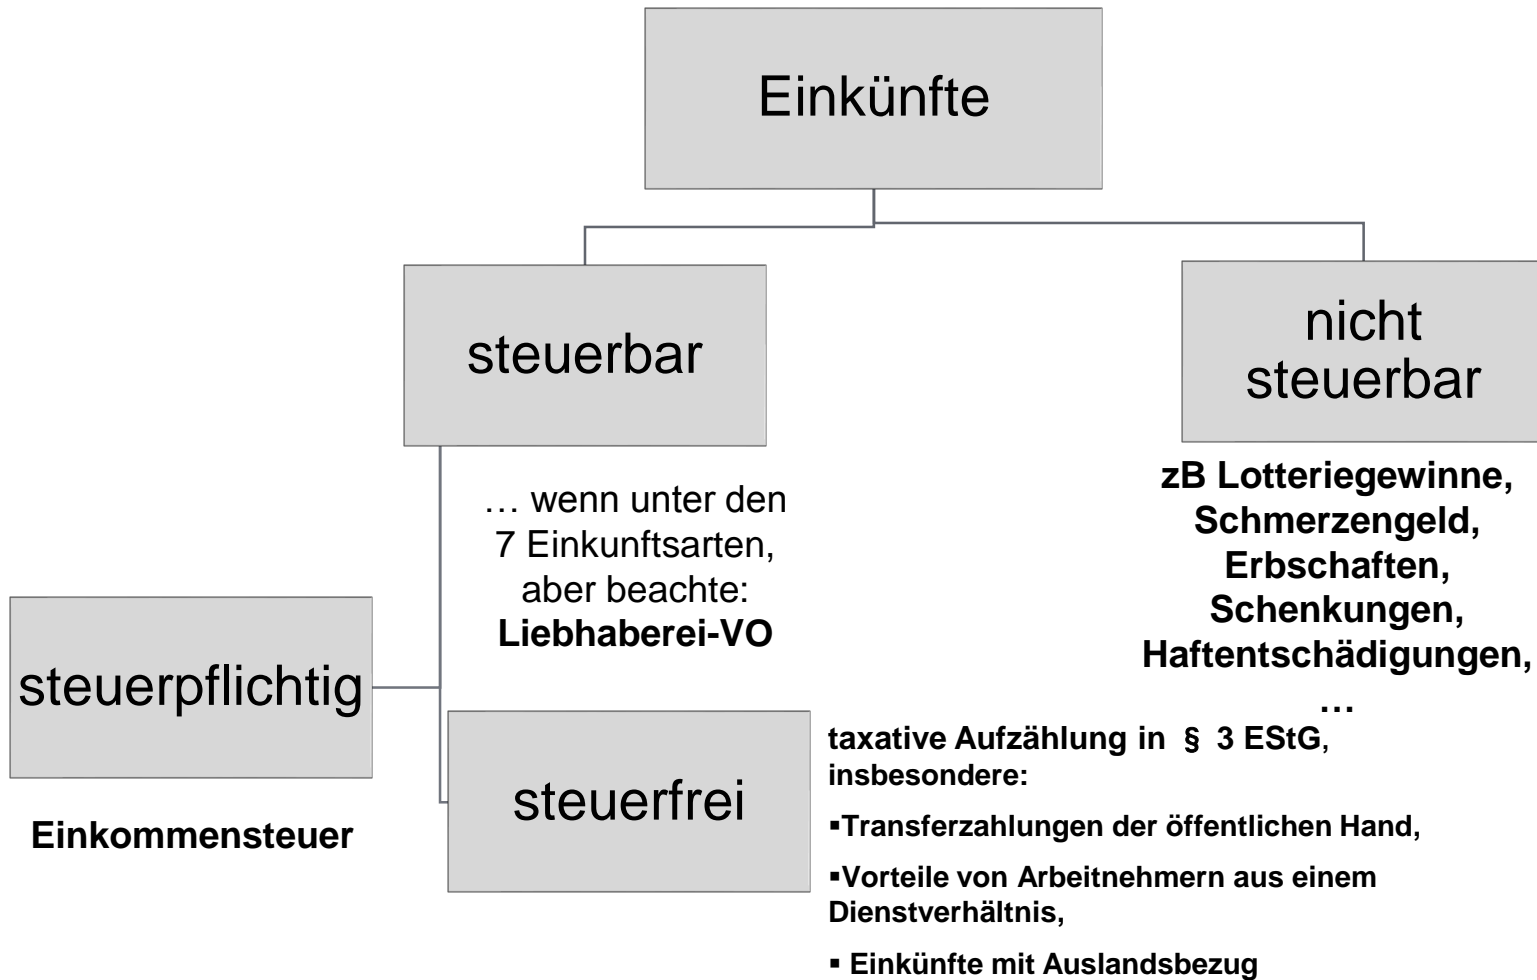 Einkünfte
steuerbar
nicht
steuerbar
… wenn unter den
7 Einkunftsarten,
aber beachte:
Liebhaberei-VO
zB Lotteriegewinne,
Schmerzengeld,
Erbschaften,
Schenkungen,
Haftentschädigungen,
…
steuerpflichtig
Einkommensteuer
steuerfrei
taxative Aufzählung in § 3 EStG,
insbesondere:
▪Transferzahlungen der öffentlichen Hand,
▪Vorteile von Arbeitnehmern aus einem
Dienstverhältnis,
▪ Einkünfte mit Auslandsbezug